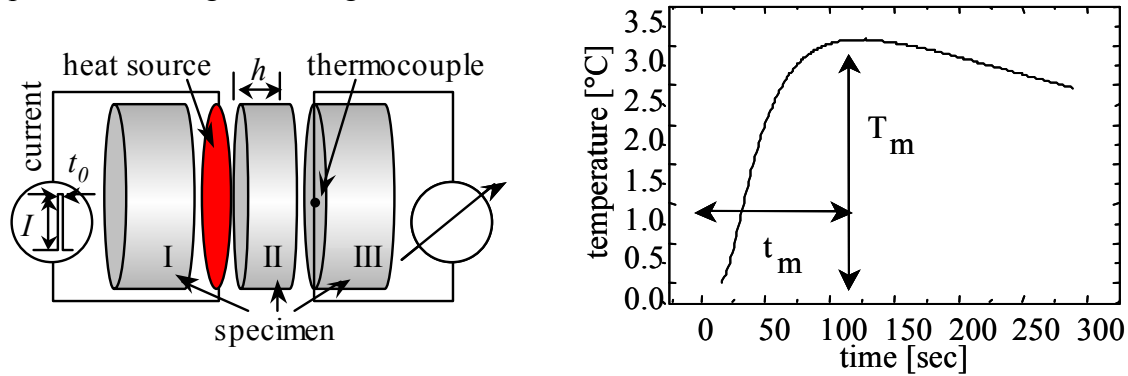 heat source
h
thermocouple
current
t0
I
I
II
III
specimen
temperature [°C]
3.5
3.0
2.5
2.0
1.5
1.0
0.5
0.0
Tm
tm
0 50 100 150 200 250 300
time [sec]